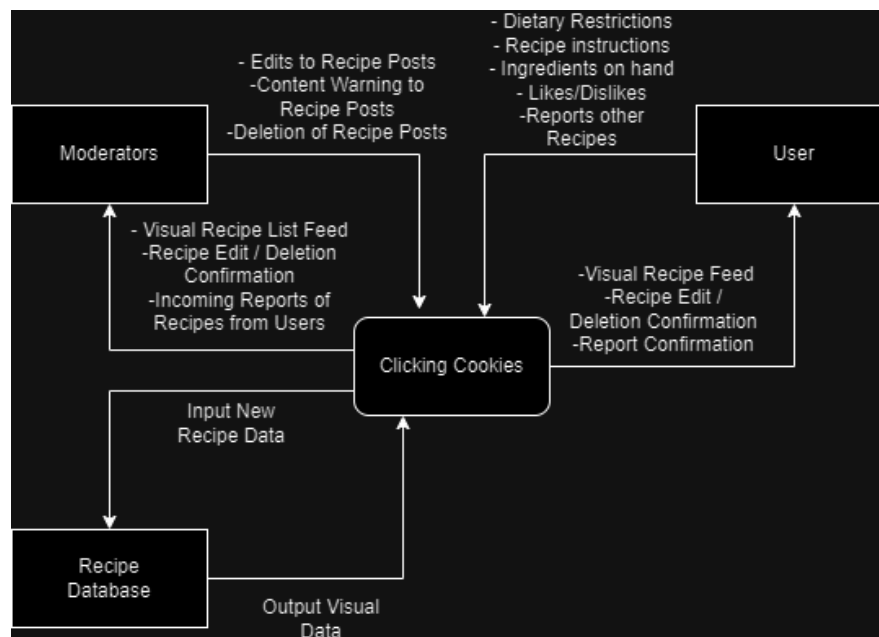 - Edits to Recipe Posts
-Content Warning to
Recipe Posts
-Deletion of Recipe Posts
- Dietary Restrictions
- Recipe instructions
- Ingredients on hand
- Likes/Dislikes
-Reports other
Recipes
Moderators
User
- Visual Recipe List Feed
-Recipe Edit / Deletion
Confirmation
-Incoming Reports of
Recipes from Users
-Visual Recipe Feed
-Recipe Edit /
Deletion Confirmation
-Report Confirmation
Clicking Cookies
Input New
Recipe Data
Recipe
Database
Output Visual
Data